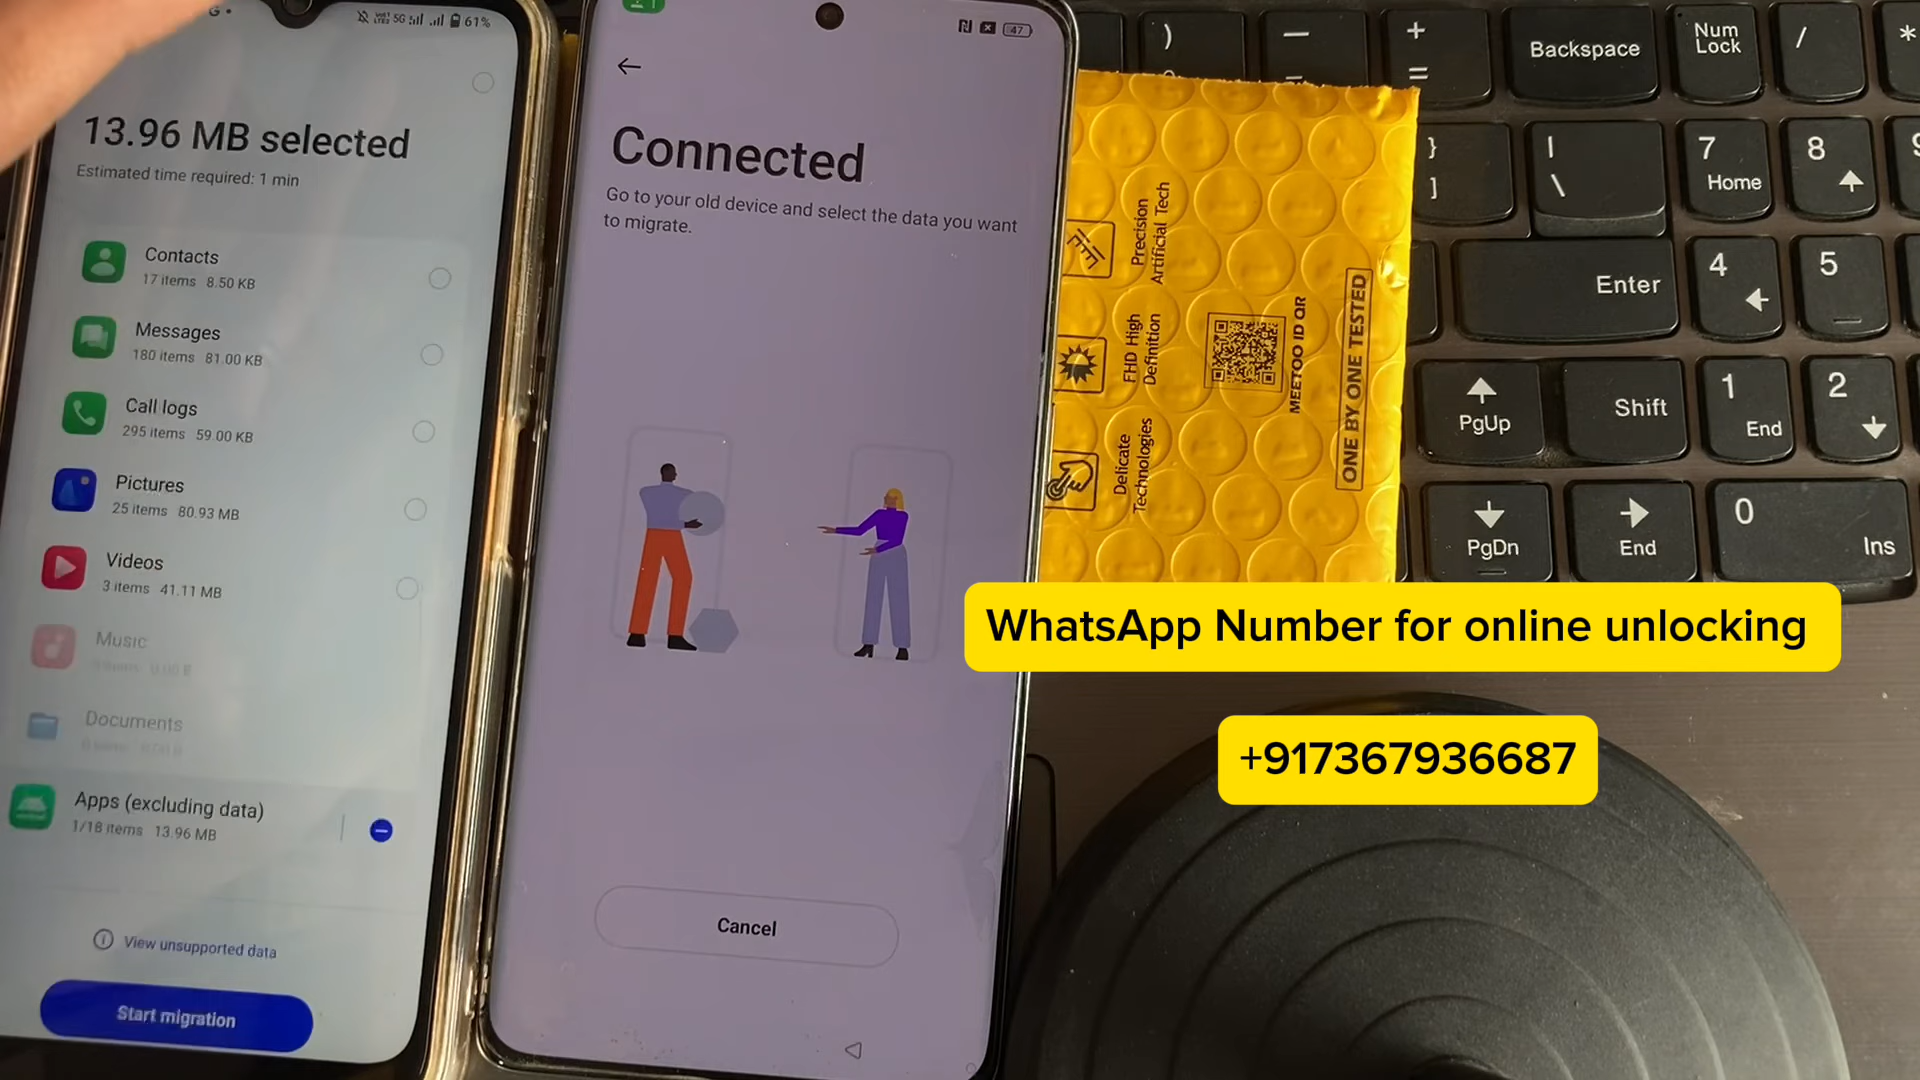 5G
61%
13.96 MB selected
Estimated time required: 1 min
Contacts
17 items 8.50 KB
Messages
180 items 81.00 KB
Call logs
295 items 59.00 KB
Pictures
25 items 80.93 MB
Videos
3 items 41.11 MB
Music
Documents
Apps (excluding data)
1/18 items 13.96 MB
View unsupported data
Start migration
47
Connected
Go to your old device and select the data you want
to migrate.
Cancel
Precision
Artificial Tech
FHD High
Definition
Delicate
Technologies
MEETOO ID QR
ONE BY ONE TESTED
WhatsApp Number for online unlocking
+917367936687
)
—
+
=
Backspace
Num
Lock
/
*
}
]
|
\
7
Home
8
Enter
4
5
PgUp
Shift
1
End
2
PgDn
End
0
Ins